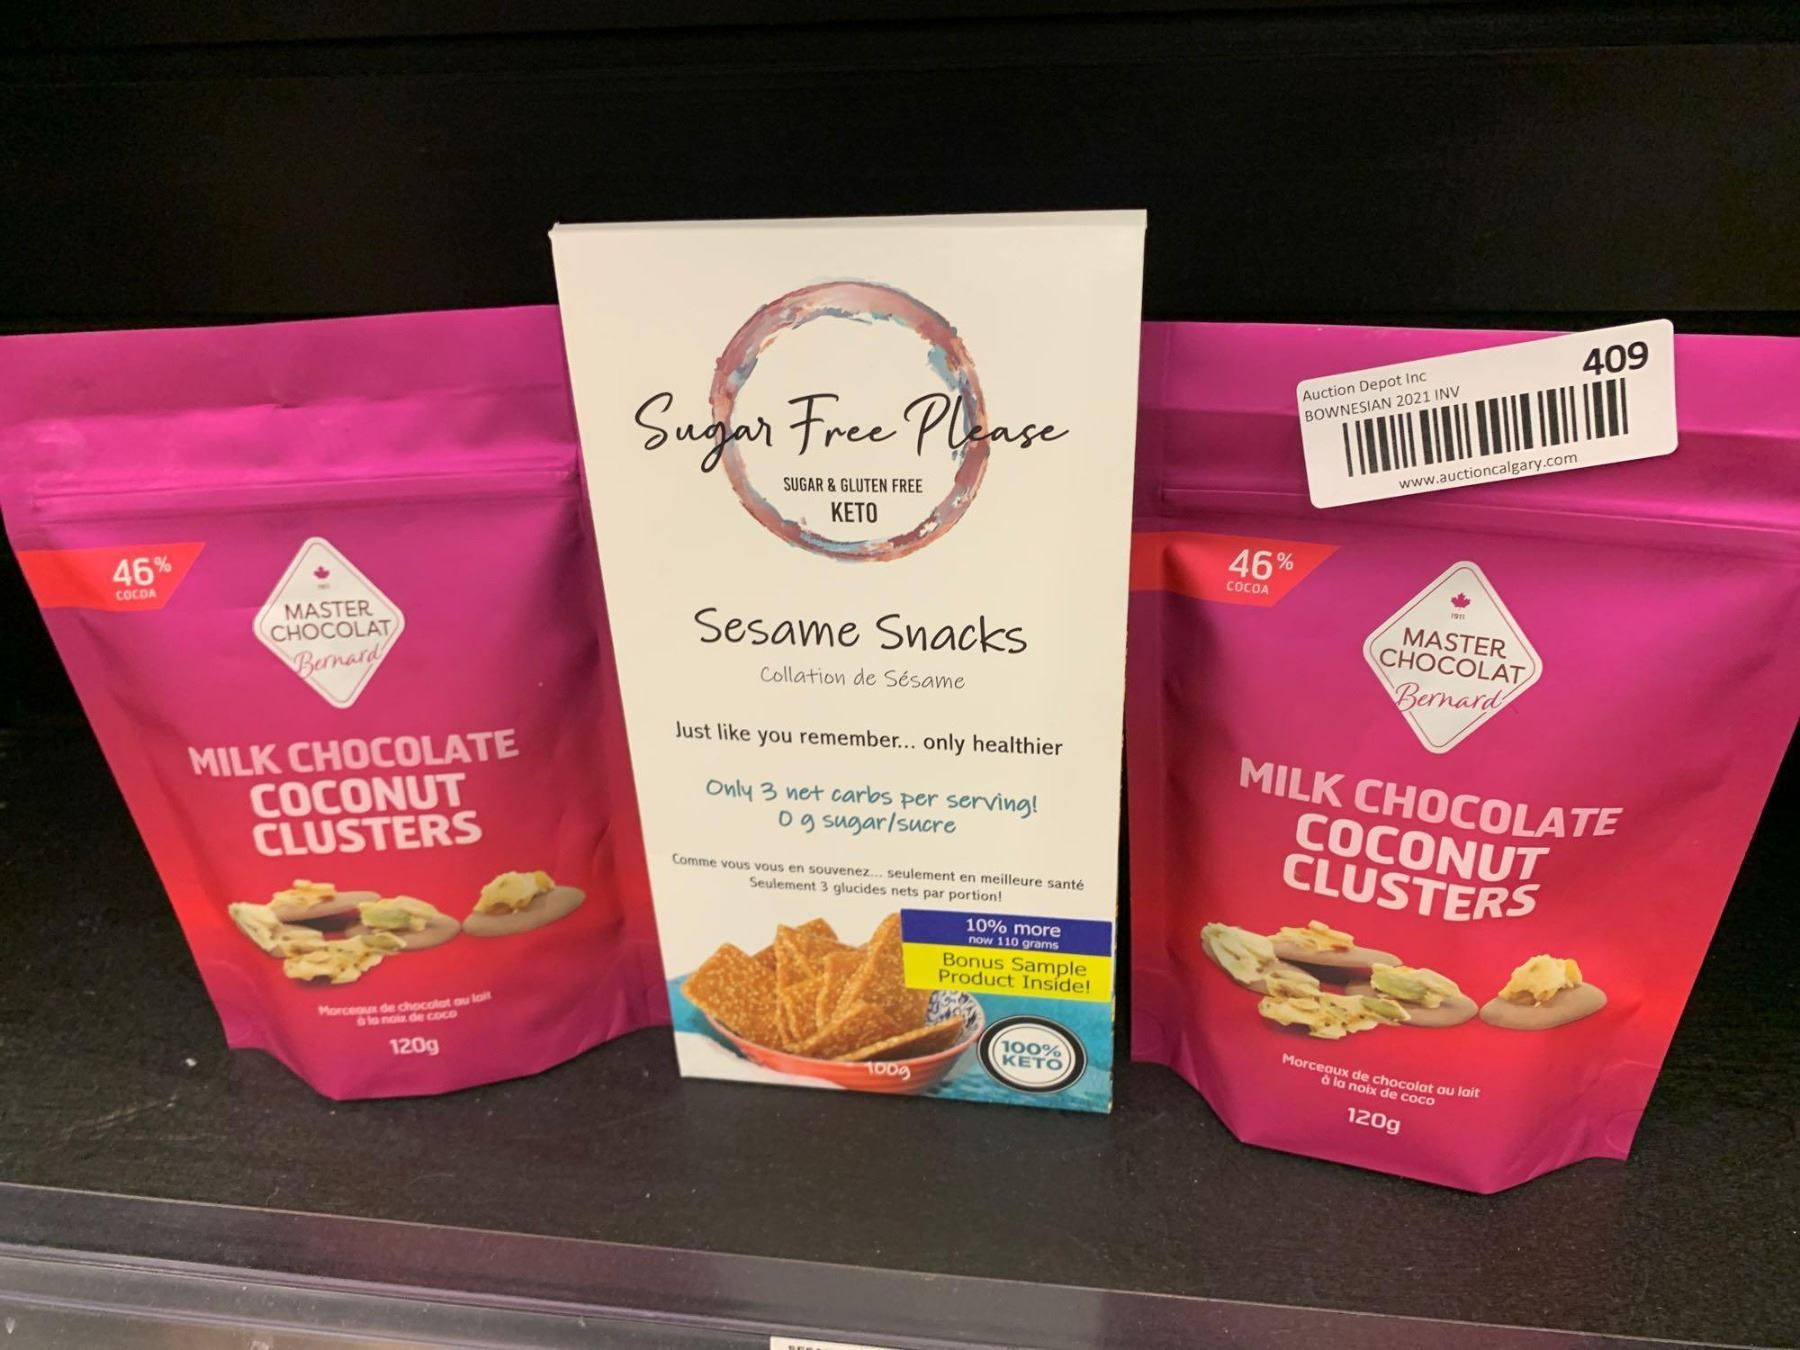 46%
COCOA
1911
MASTER
CHOCOLAT
Bernard
MILK CHOCOLATE
COCONUT
CLUSTERS
Morceaux de chocolat au lait
à la noix de coco
120g
Sugar Free Please
SUGAR & GLUTEN FREE
KETO
Sesame Snacks
Collation de Sésame
Just like you remember... only healthier
Only 3 net carbs per serving!
0 g sugar/sucre
Comme vous vous en souvenez... seulement en meilleure santé
Seulement 3 glucides nets par portion!
10% more
now 110 grams
Bonus Sample
Product Inside!
100%
KETO
100g
409
Auction Depot Inc
BOWNESIAN 2021 INV
www.auctioncalgary.com
46%
COCOA
1911
MASTER
CHOCOLAT
Bernard
MILK CHOCOLATE
COCONUT
CLUSTERS
Morceaux de chocolat au lait
à la noix de coco
120g